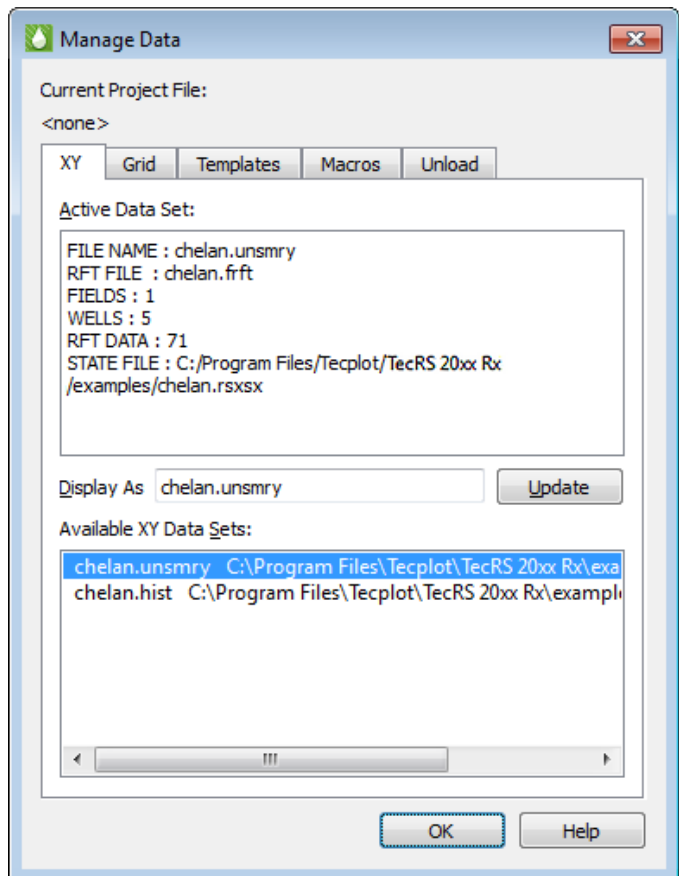 Manage Data
Current Project File:
<none>
XY Grid Templates Macros Unload
Active Data Set:
FILE NAME : chelan.unsmry
RFT FILE : chelan.frft
FIELDS : 1
WELLS : 5
RFT DATA : 71
STATE FILE : C:/Program Files/Tecplot/TecRS 20xx Rx
/examples/chelan.rsxsx
Display As chelan.unsmry Update
Available XY Data Sets:
chelan.unsmry C:\Program Files\Tecplot\TecRS 20xx Rx\exa
chelan.hist C:\Program Files\Tecplot\TecRS 20xx Rx\exampl
OK Help